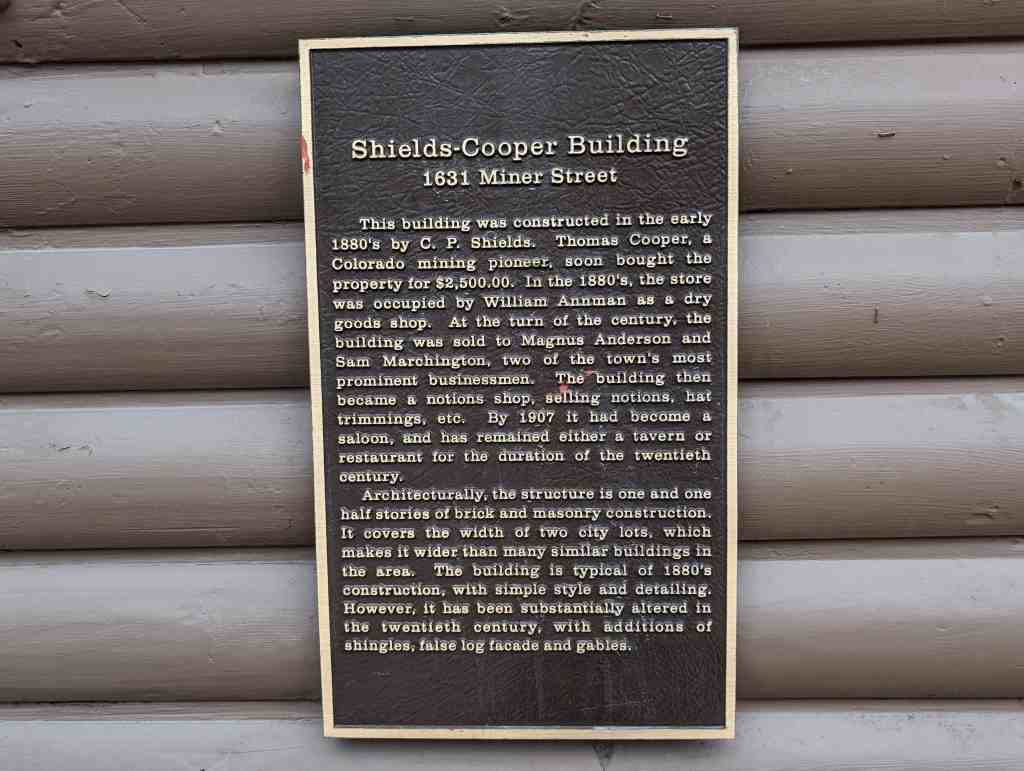 Shields-Cooper Building
1631 Miner Street
This building was constructed in the early
1880's by C. P. Shields. Thomas Cooper, a
Colorado mining pioneer, soon bought the
property for $2,500.00. In the 1880's, the store
was occupied by William Annman as a dry
goods shop. At the turn of the century, the
building was sold to Magnus Anderson and
Sam Marchington, two of the town's most
prominent businessmen. The building then
became a notions shop, selling notions, hat
trimmings, etc. By 1907 it had become a
saloon, and has remained either a tavern or
restaurant for the duration of the twentieth
century.
Architecturally, the structure is one and one
half stories of brick and masonry construction.
It covers the width of two city lots, which
makes it wider than many similar buildings in
the area. The building is typical of 1880's
construction, with simple style and detailing.
However, it has been substantially altered in
the twentieth century, with additions of
shingles, false log facade and gables.